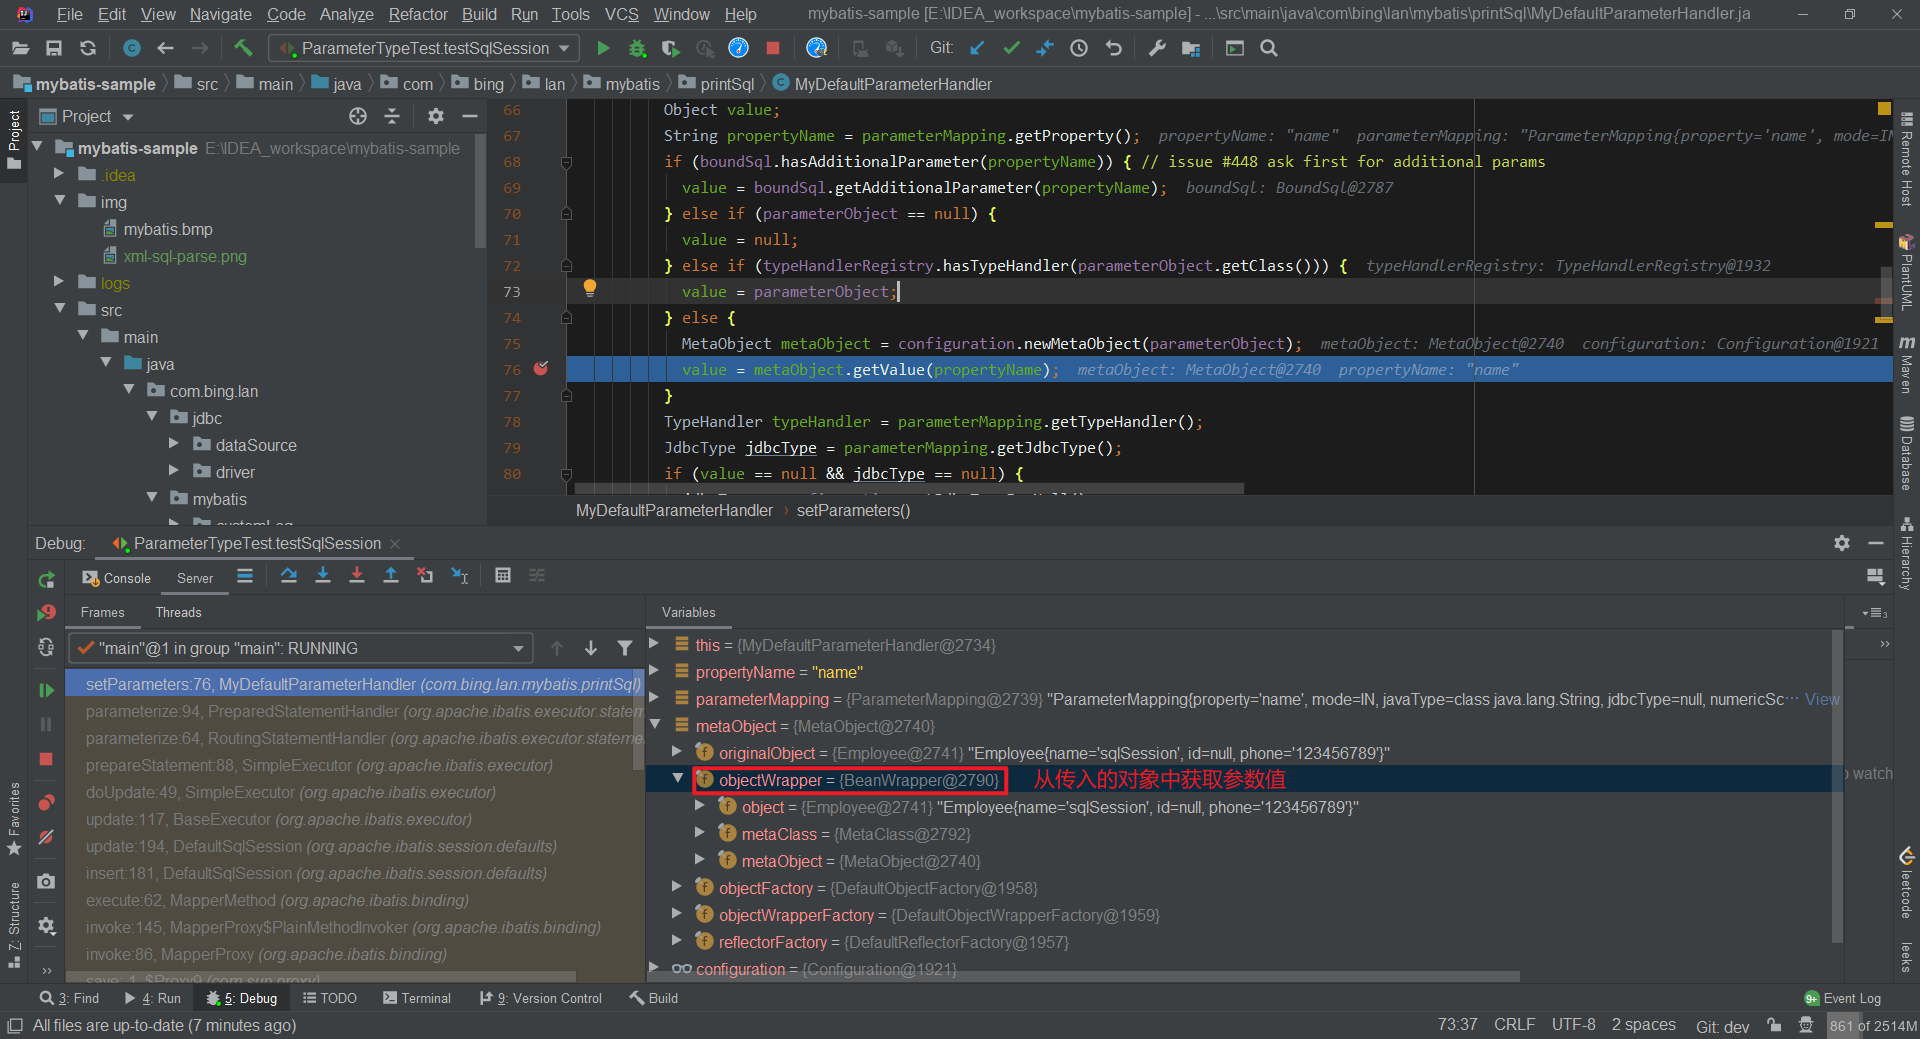 File Edit View Navigate Code Analyze Refactor Build Run Tools VCS Window Help mybatis-sample [E:\IDEA_workspace\mybatis-sample] - ...\src\main\java\com\bing\lan\mybatis\printSql\MyDefaultParameterHandler.ja
ParameterTypeTest.testSqlSession Git:
mybatis-sample src main java com bing lan mybatis printSql MyDefaultParameterHandler
Project
mybatis-sample E:\IDEA_workspace\mybatis-sample
.idea
img
mybatis.bmp
xml-sql-parse.png
logs
src
main
java
com.bing.lan
jdbc
dataSource
driver
mybatis
66 Object value;
67 String propertyName = parameterMapping.getProperty(); propertyName: "name" parameterMapping: "ParameterMapping{property='name', mode=IN
68 if (boundSql.hasAdditionalParameter(propertyName)) { // issue #448 ask first for additional params
69 value = boundSql.getAdditionalParameter(propertyName); boundSql: BoundSql@2787
70 } else if (parameterObject == null) {
71 value = null;
72 } else if (typeHandlerRegistry.hasTypeHandler(parameterObject.getClass())) { typeHandlerRegistry: TypeHandlerRegistry@1932
73 value = parameterObject;
74 } else {
75 MetaObject metaObject = configuration.newMetaObject(parameterObject); metaObject: MetaObject@2740 configuration: Configuration@1921
76 value = metaObject.getValue(propertyName); metaObject: MetaObject@2740 propertyName: "name"
77 }
78 TypeHandler typeHandler = parameterMapping.getTypeHandler();
79 JdbcType jdbcType = parameterMapping.getJdbcType();
80 if (value == null && jdbcType == null) {
MyDefaultParameterHandler › setParameters()
Project
Favorites
Z: Structure
Remote Host
PlantUML
Maven
Database
Hierarchy
leetcode
leeks
Debug: ParameterTypeTest.testSqlSession
Console Server
Frames Threads
"main"@1 in group "main": RUNNING
setParameters:76, MyDefaultParameterHandler (com.bing.lan.mybatis.printSql)
parameterize:94, PreparedStatementHandler (org.apache.ibatis.executor.statem
parameterize:64, RoutingStatementHandler (org.apache.ibatis.executor.stateme
prepareStatement:88, SimpleExecutor (org.apache.ibatis.executor)
doUpdate:49, SimpleExecutor (org.apache.ibatis.executor)
update:117, BaseExecutor (org.apache.ibatis.executor)
update:194, DefaultSqlSession (org.apache.ibatis.session.defaults)
insert:181, DefaultSqlSession (org.apache.ibatis.session.defaults)
execute:62, MapperMethod (org.apache.ibatis.binding)
invoke:145, MapperProxy$PlainMethodInvoker (org.apache.ibatis.binding)
invoke:86, MapperProxy (org.apache.ibatis.binding)
save:-1, $Proxy9 (com.sun.proxy)
Variables
this = {MyDefaultParameterHandler@2734}
propertyName = "name"
parameterMapping = {ParameterMapping@2739} "ParameterMapping{property='name', mode=IN, javaType=class java.lang.String, jdbcType=null, numericSc··· View
metaObject = {MetaObject@2740}
originalObject = {Employee@2741} "Employee{name='sqlSession', id=null, phone='123456789'}"
objectWrapper = {BeanWrapper@2790} 从传入的对象中获取参数值
object = {Employee@2741} "Employee{name='sqlSession', id=null, phone='123456789'}"
metaClass = {MetaClass@2792}
metaObject = {MetaObject@2740}
objectFactory = {DefaultObjectFactory@1958}
objectWrapperFactory = {DefaultObjectWrapperFactory@1959}
reflectorFactory = {DefaultReflectorFactory@1957}
configuration = {Configuration@1921}
watch
3: Find 4: Run 5: Debug TODO Terminal 9: Version Control Build 9+ Event Log
All files are up-to-date (7 minutes ago) 73:37 CRLF UTF-8 2 spaces Git: dev 861 of 2514M